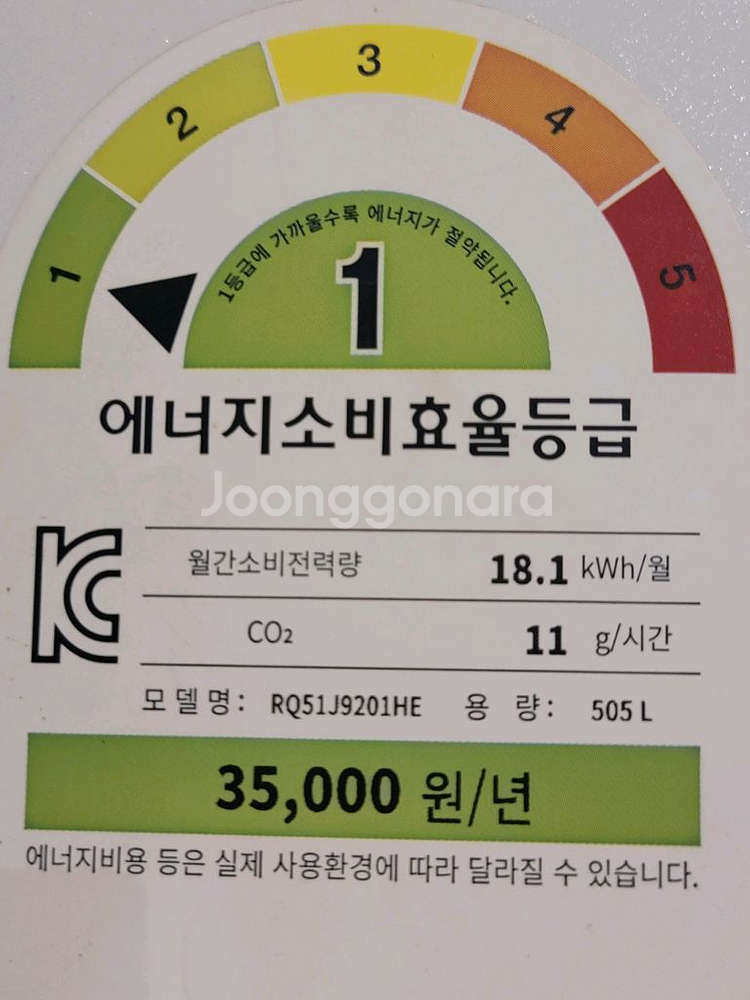 1
2
3
4
5
1등급에 가까울수록 에너지가 절약됩니다.
1
에너지소비효율등급
Joonggonara
KC
월간소비전력량 18.1 kWh/월
CO₂ 11 g/시간
모델명: RQ51J9201HE 용 량: 505 L
35,000 원/년
에너지비용 등은 실제 사용환경에 따라 달라질 수 있습니다.